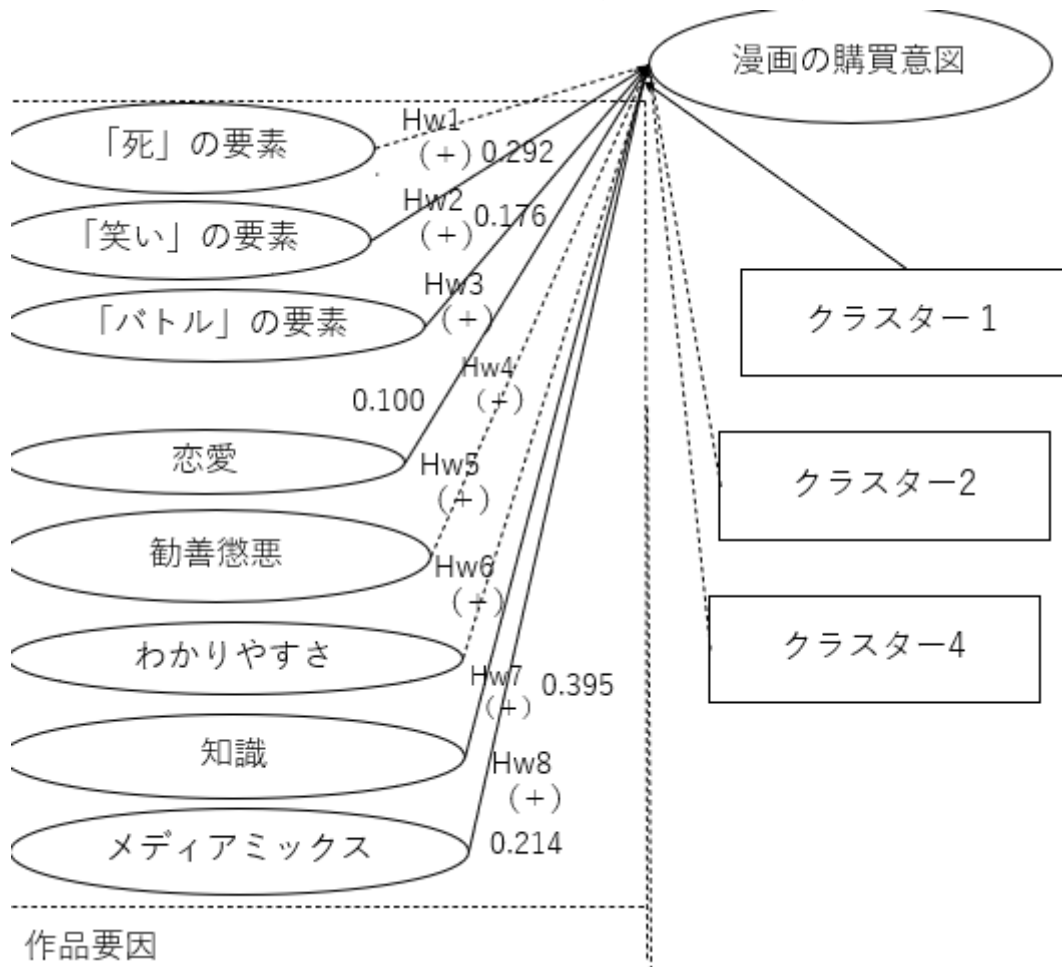 漫画の購買意図
「死」の要素
Hw1
(+)
0.292
「笑い」の要素
Hw2
(+)
0.176
「バトル」の要素
Hw3
(+)
クラスター1
Hw4
(+)
0.100
恋愛
Hw5
(+)
クラスター2
勧善懲悪
Hw6
(+)
わかりやすさ
クラスター4
Hw7
(+)
0.395
知識
Hw8
(+)
メディアミックス
0.214
作品要因